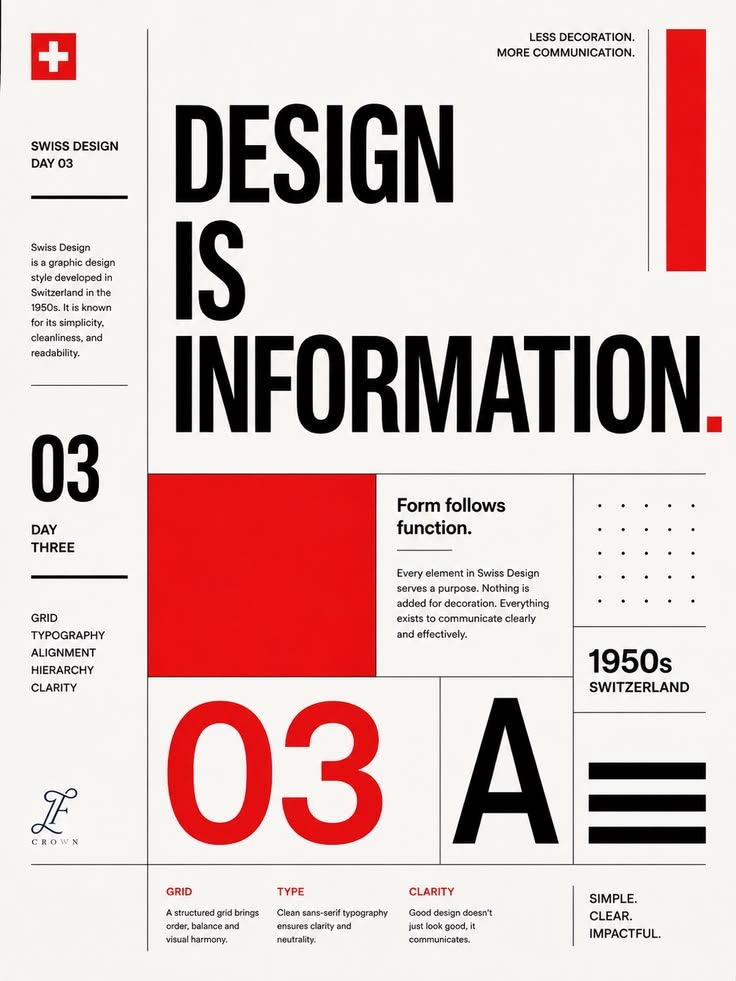 LESS DECORATION.
MORE COMMUNICATION.
SWISS DESIGN
DAY 03
Swiss Design
is a graphic design
style developed in
Switzerland in the
1950s. It is known
for its simplicity,
cleanliness, and
readability.
03
DAY
THREE
GRID
TYPOGRAPHY
ALIGNMENT
HIERARCHY
CLARITY
LF
CROWN
DESIGN
IS
INFORMATION.
Form follows
function.
Every element in Swiss Design
serves a purpose. Nothing is
added for decoration. Everything
exists to communicate clearly
and effectively.
1950s
SWITZERLAND
03
A
GRID
A structured grid brings
order, balance and
visual harmony.
TYPE
Clean sans-serif typography
ensures clarity and
neutrality.
CLARITY
Good design doesn't
just look good, it
communicates.
SIMPLE.
CLEAR.
IMPACTFUL.